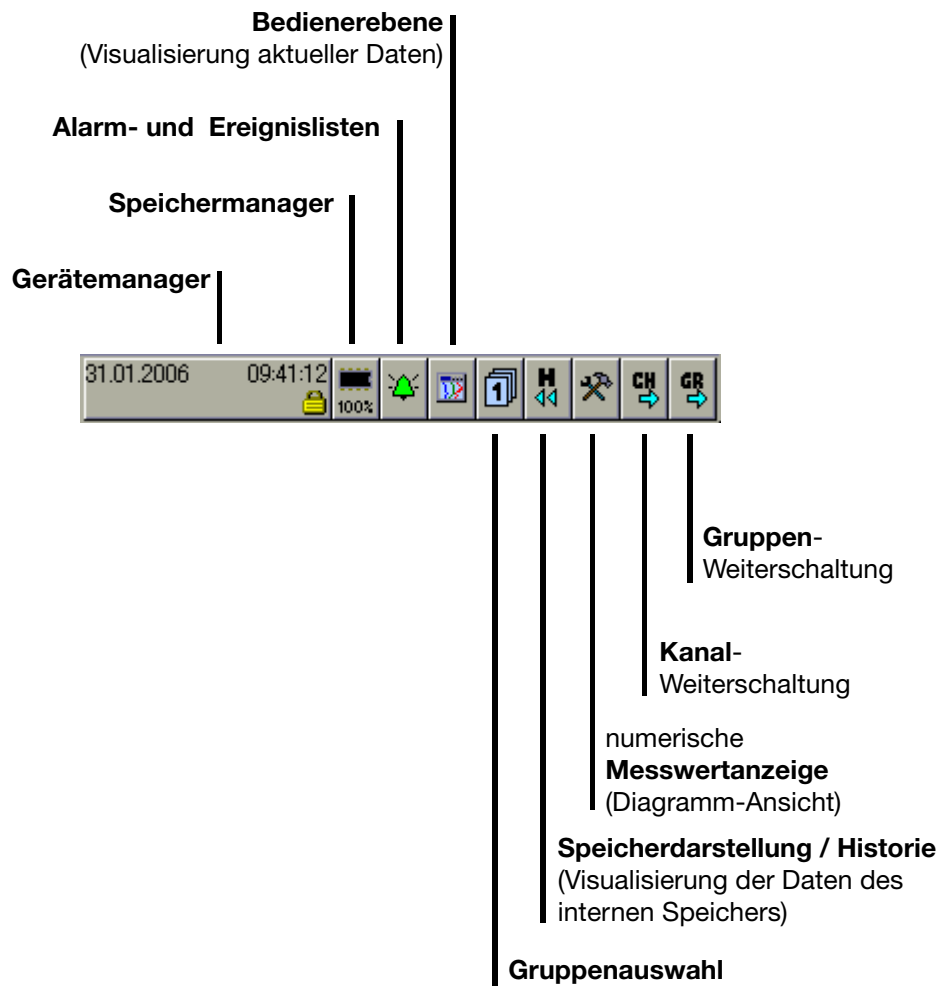 Bedienerebene
(Visualisierung aktueller Daten)
Alarm- und Ereignislisten
Speichermanager
Gerätemanager
31.01.2006 09:41:12
100%
1
H
CH
GR
Gruppen-
Weiterschaltung
Kanal-
Weiterschaltung
numerische
Messwertanzeige
(Diagramm-Ansicht)
Speicherdarstellung / Historie
(Visualisierung der Daten des
internen Speichers)
Gruppenauswahl